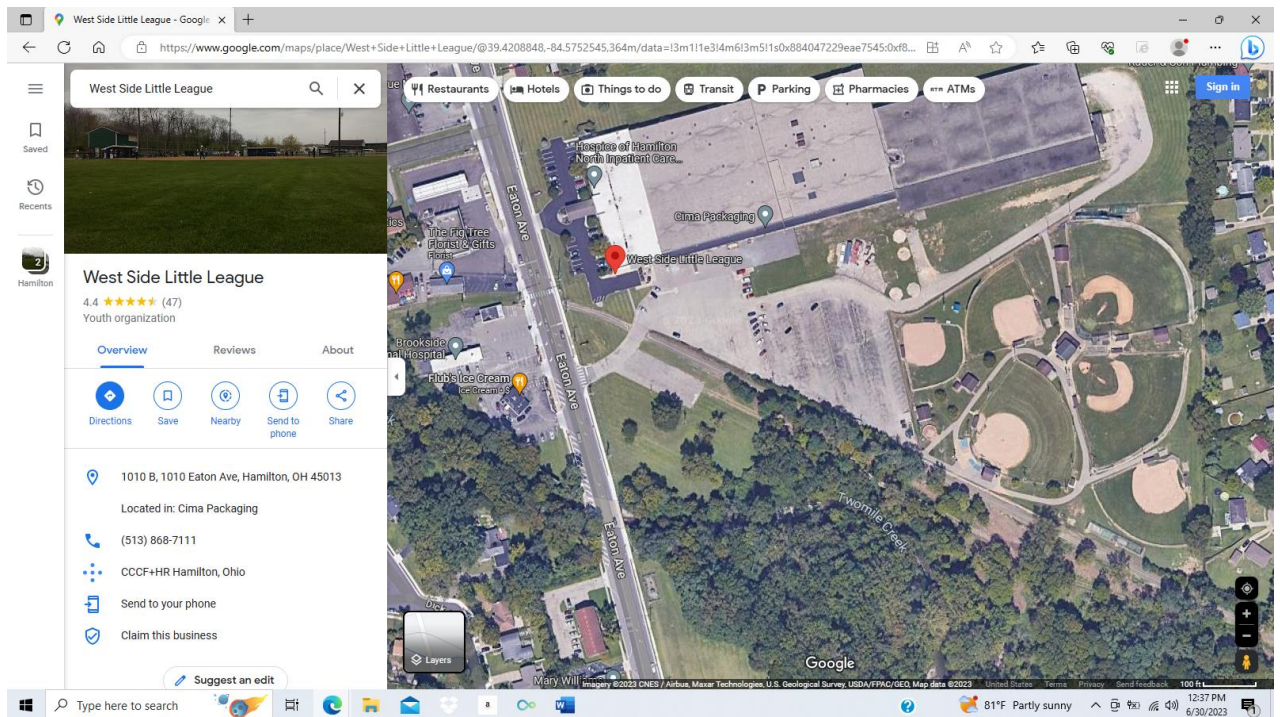 West Side Little League - Google
https://www.google.com/maps/place/West+Side+Little+League/@39.4208848,-84.5752545,364m/data=!3m1!1e3!4m6!3m5!1s0x884047229eae7545:0xf8...
West Side Little League
Restaurants
Hotels
Things to do
Transit
Parking
Pharmacies
ATMs
Sign in
Saved
Recents
2
Hamilton
West Side Little League
4.4 (47)
Youth organization
Overview
Reviews
About
Directions
Save
Nearby
Send to
phone
Share
1010 B, 1010 Eaton Ave, Hamilton, OH 45013
Located in: Cima Packaging
(513) 868-7111
CCCF+HR Hamilton, Ohio
Send to your phone
Claim this business
Suggest an edit
Hospice of Hamilton
North Inpatient Care...
Eaton Ave
Cima Packaging
The Fig Tree
Florist & Gifts
Florist
West Side Little League
Brookside
Hospital
Eaton Ave
Flub's Ice Cream
Ice Cream
Twomile Creek
Eaton Ave
Layers
Google
Mary Will
Imagery ©2023 CNES / Airbus, Maxar Technologies, U.S. Geological Survey, USDA/FPAC/GEO, Map data ©2023
United States
Terms
Privacy
Send feedback
100 ft
Type here to search
a
81°F Partly sunny
12:37 PM
6/30/2023